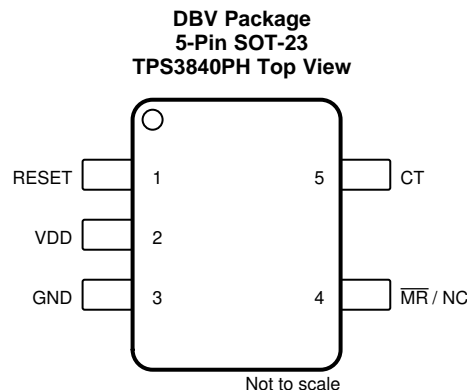 DBV Package
5-Pin SOT-23
TPS3840PH Top View
RESET 1 5 CT
VDD 2
GND 3 4 M̅R̅ / NC
Not to scale